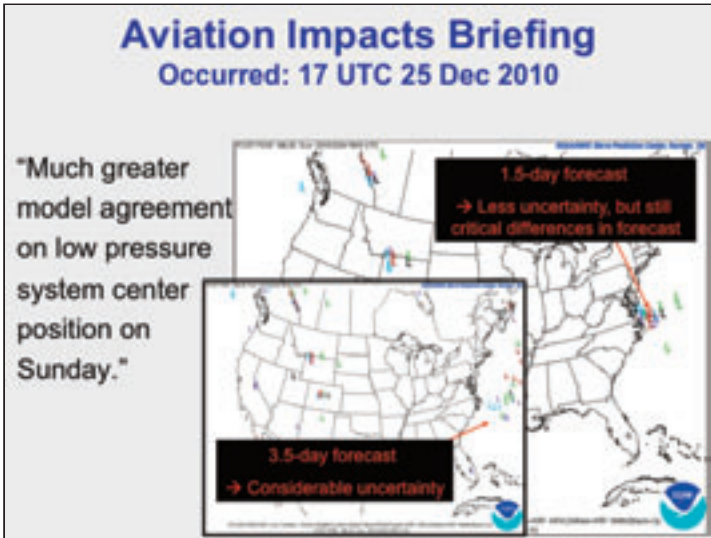 Aviation Impacts Briefing
Occurred: 17 UTC 25 Dec 2010
“Much greater
model agreement
on low pressure
system center
position on
Sunday.”
1.5-day forecast
→ Less uncertainty, but still
critical differences in forecast
3.5-day forecast
→ Considerable uncertainty